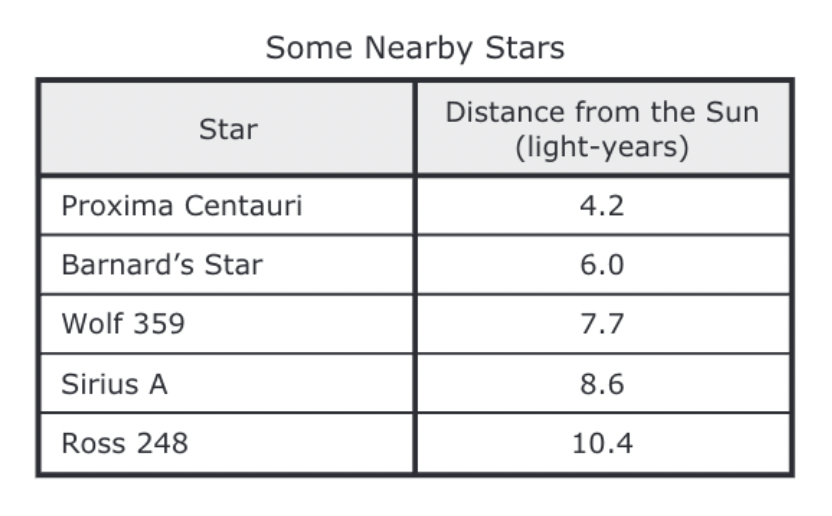 Some Nearby Stars
Star
Distance from the Sun
(light-years)
Proxima Centauri 4.2
Barnard’s Star 6.0
Wolf 359 7.7
Sirius A 8.6
Ross 248 10.4